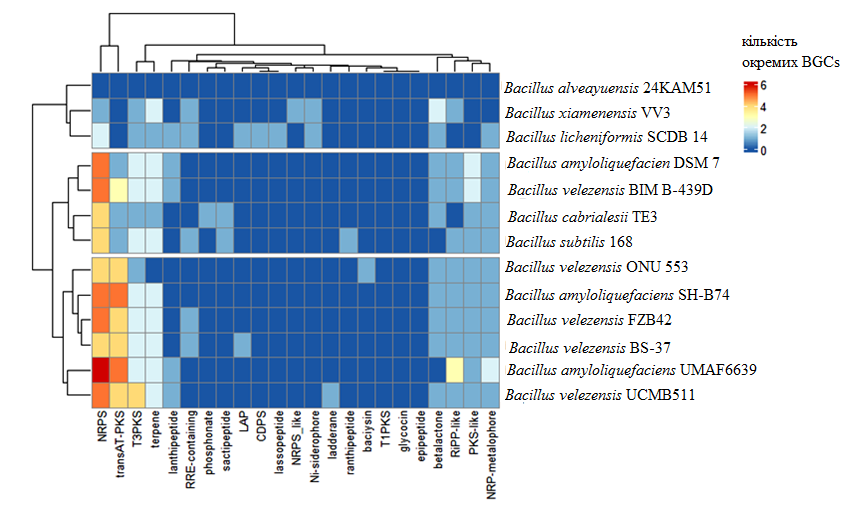 кількість
окремих BGCs
6
4
2
0
Bacillus alveayuensis 24KAM51
Bacillus xiamenensis VV3
Bacillus licheniformis SCDB 14
Bacillus amyloliquefacien DSM 7
Bacillus velezensis BIM B-439D
Bacillus cabrialesii TE3
Bacillus subtilis 168
Bacillus velezensis ONU 553
Bacillus amyloliquefaciens SH-B74
Bacillus velezensis FZB42
Bacillus velezensis BS-37
Bacillus amyloliquefaciens UMAF6639
Bacillus velezensis UCMB511
NRPS
transAT-PKS
T3PKS
terpene
lanthipeptide
RRE-containing
phosphonate
sactipeptide
LAP
CDPS
lassopeptide
NRPS_like
Ni-siderophore
ladderane
ranthipeptide
baciysin
T1PKS
glycocin
epipeptide
betalactone
RiPP-like
PKS-like
NRP-metalophore